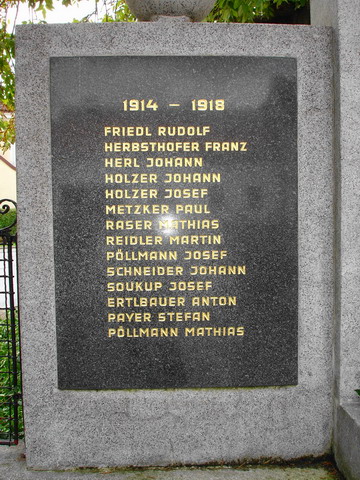 1914 – 1918
FRIEDL RUDOLF
HERBSTHOFER FRANZ
HERL JOHANN
HOLZER JOHANN
HOLZER JOSEF
METZKER PAUL
RASER MATHIAS
REIDLER MARTIN
PÖLLMANN JOSEF
SCHNEIDER JOHANN
SOUKUP JOSEF
ERTLBAUER ANTON
PAYER STEFAN
PÖLLMANN MATHIAS